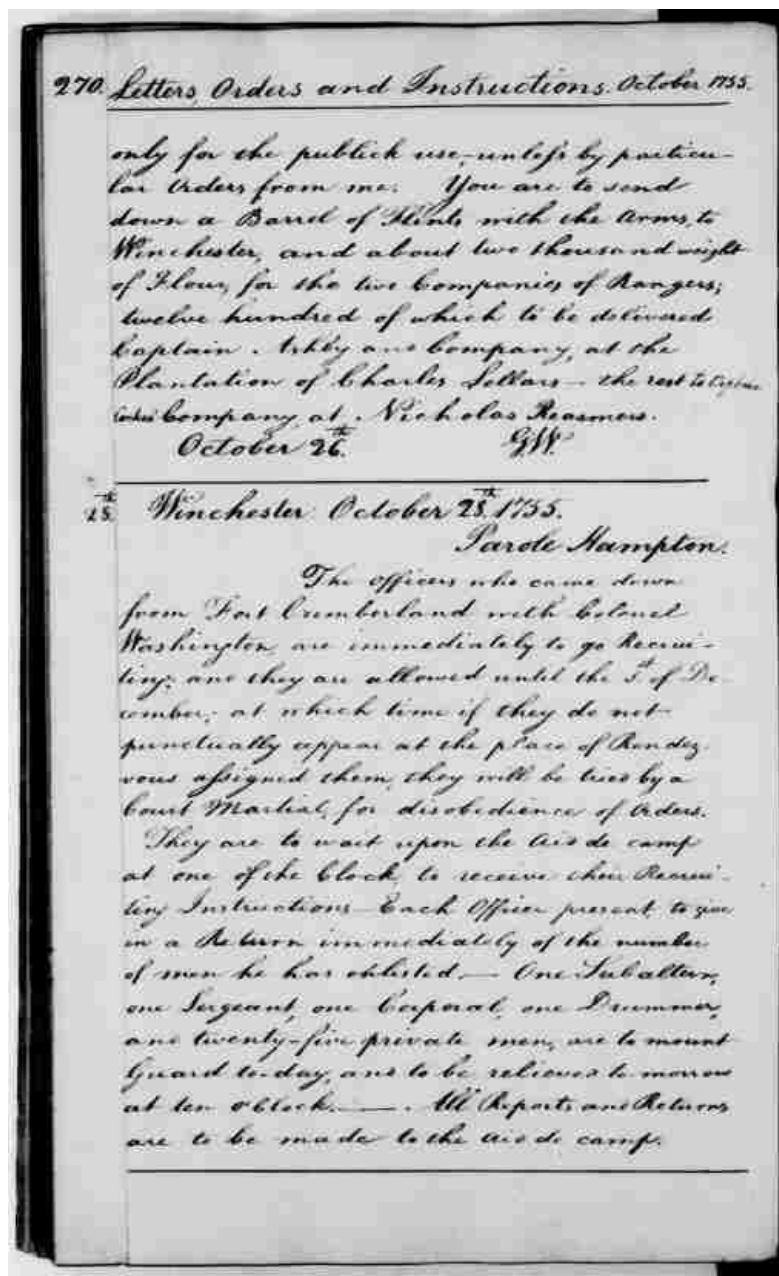 270. Letters, Orders and Instructions. October 1755.
only for the publick use, unless by particu-
lar Orders from me. You are to send
down a Barrel of Flints with the Arms, to
Winchester, and about two thousand weight
of Flour, for the two Companies of Rangers;
twelve hundred of which to be delivered
Captain Ashby and Company, at the
Plantation of Charles Sellars - the rest to Captain
Cockes Company, at Nicholas Reasmers.
October 26th. GW.
28th. Winchester October 28th. 1755.
Parole Hampton.
The officers who came down
from Fort Cumberland with Colonel
Washington, are immediately to go Recrui-
ting; and they are allowed until the 1st of De-
cember; at which time if they do not
punctually appear at the place of Rendez-
vous assigned them, they will be tried by a
Court Martial, for disobedience of Orders.
They are to wait upon the Aid de camp
at one of the Clock, to receive their Recrui-
ting Instructions - Each Officer present, to give
in a Return immediately of the number
of men he has enlisted. - One Subaltern,
one Sergeant, one Corporal, one Drummer,
and twenty-five private men, are to mount
Guard to-day, and to be relieved to-morrow
at ten o'Clock. —. All Reports and Returns
are to be made to the Aid de camp.